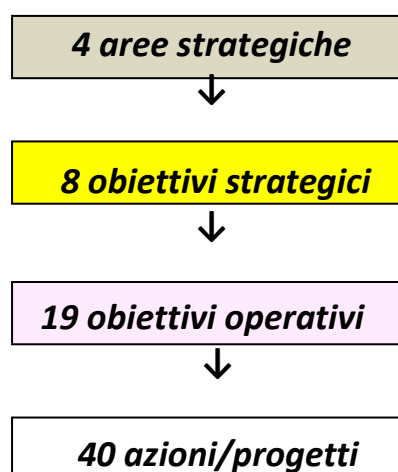 4 aree strategiche
8 obiettivi strategici
19 obiettivi operativi
40 azioni/progetti